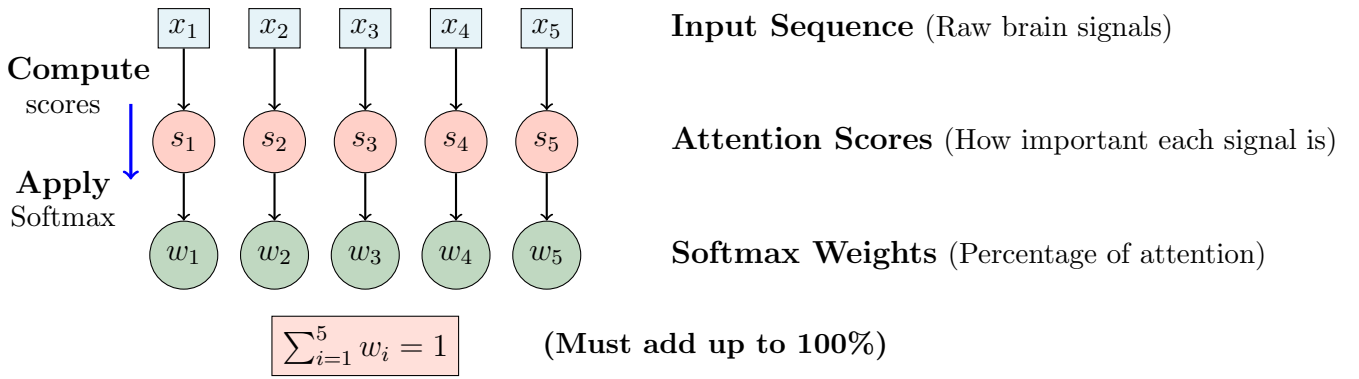 x₁ x₂ x₃ x₄ x₅ Input Sequence (Raw brain signals)
Compute
scores
s₁ s₂ s₃ s₄ s₅ Attention Scores (How important each signal is)
Apply
Softmax
w₁ w₂ w₃ w₄ w₅ Softmax Weights (Percentage of attention)
∑⁵ᵢ₌₁ wᵢ = 1 (Must add up to 100%)